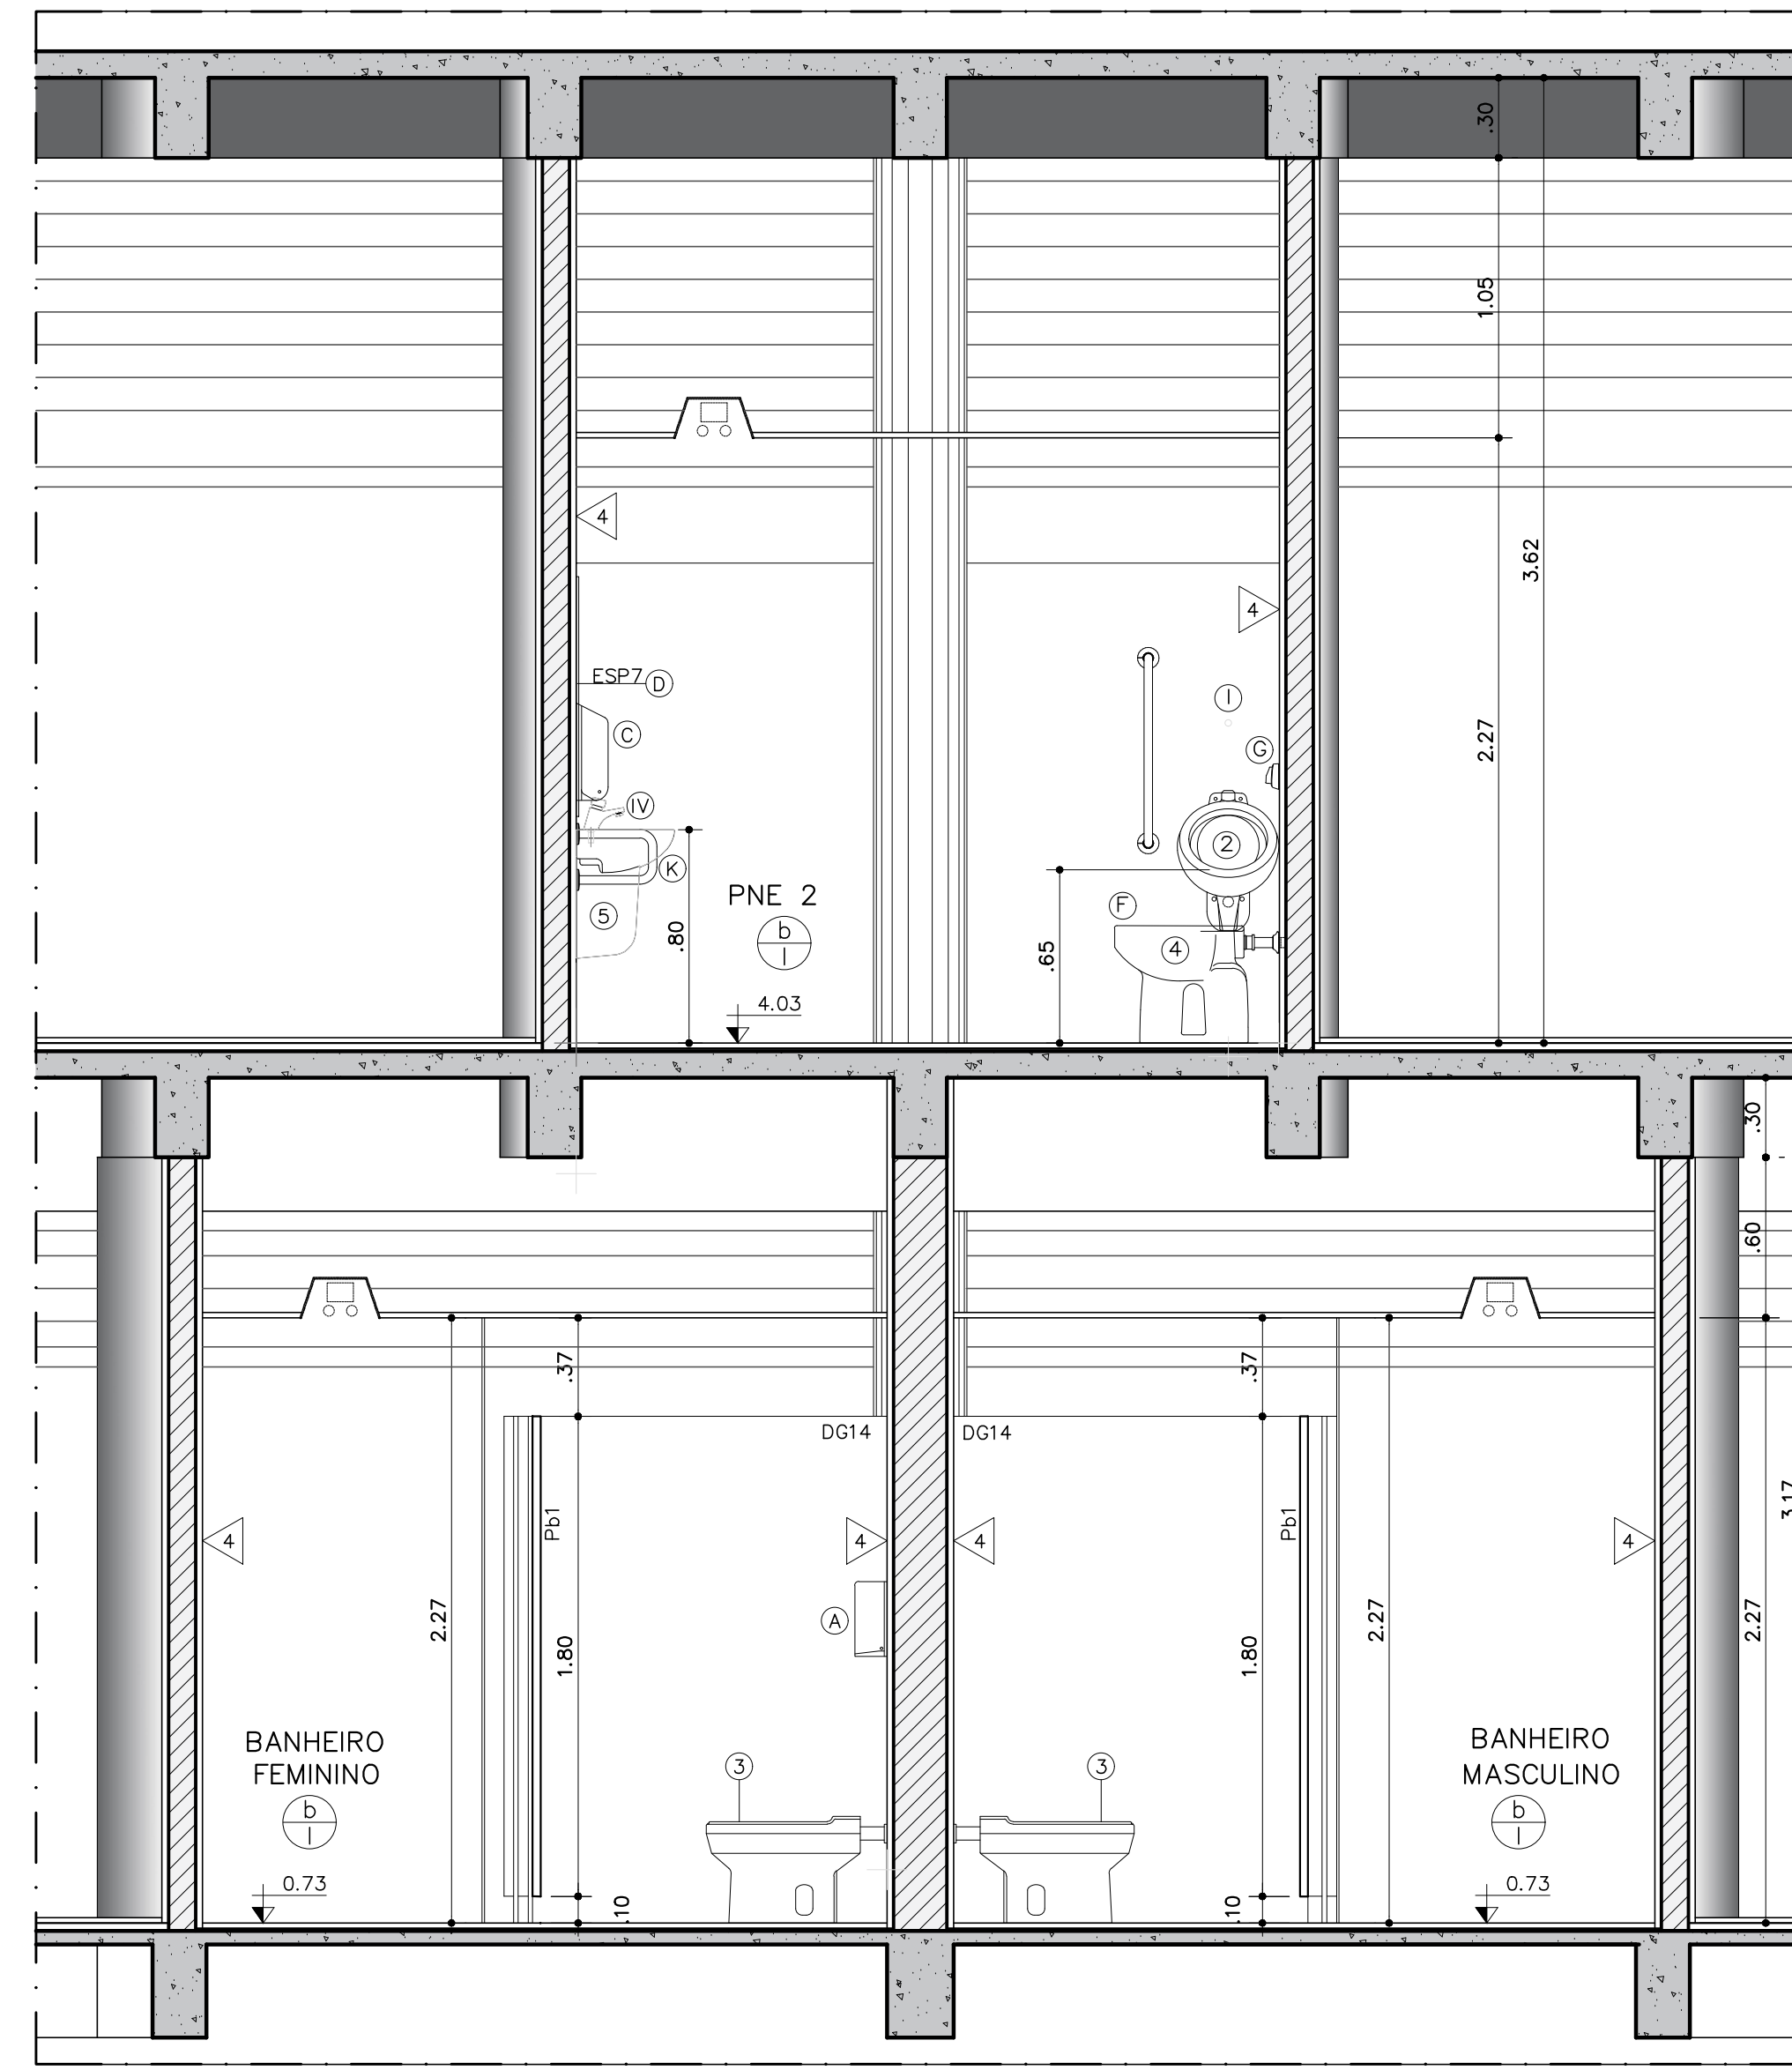 .30
1.05
3.62
2.27
4
4
ESP7 D
I
C
G
IV
2
K
PNE 2
F
5
b
I
.80
.65
4
4.03
.30
.60
.37
.37
DG14
DG14
Pb1
Pb1
3.17
4
4
4
4
2.27
A
1.80
1.80
2.27
2.27
BANHEIRO
FEMININO
b
I
3
3
BANHEIRO
MASCULINO
b
I
0.73
.10
.10
0.73